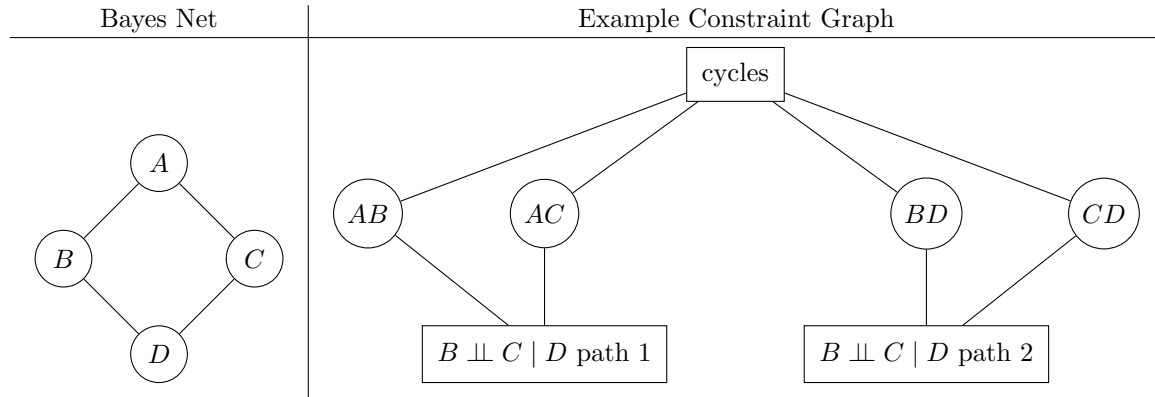 Bayes Net
Example Constraint Graph
cycles
A
B
C
D
AB
AC
BD
CD
B ⫫ C | D path 1
B ⫫ C | D path 2